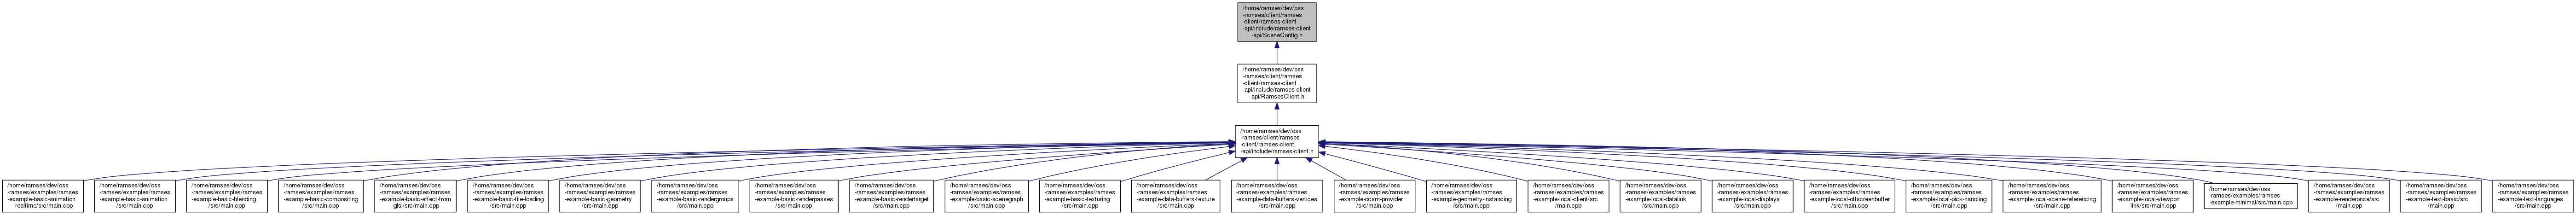 /home/ramses/dev/oss
-ramses/client/ramses
-client/ramses-client
-api/include/ramses-client
-api/SceneConfig.h
/home/ramses/dev/oss
-ramses/client/ramses
-client/ramses-client
-api/include/ramses-client
-api/RamsesClient.h
/home/ramses/dev/oss
-ramses/client/ramses
-client/ramses-client
-api/include/ramses-client.h
/home/ramses/dev/oss
-ramses/examples/ramses
-example-basic-animation
-realtime/src/main.cpp
/home/ramses/dev/oss
-ramses/examples/ramses
-example-basic-animation
/src/main.cpp
/home/ramses/dev/oss
-ramses/examples/ramses
-example-basic-blending
/src/main.cpp
/home/ramses/dev/oss
-ramses/examples/ramses
-example-basic-compositing
/src/main.cpp
/home/ramses/dev/oss
-ramses/examples/ramses
-example-basic-effect-from
-glsl/src/main.cpp
/home/ramses/dev/oss
-ramses/examples/ramses
-example-basic-file-loading
/src/main.cpp
/home/ramses/dev/oss
-ramses/examples/ramses
-example-basic-geometry
/src/main.cpp
/home/ramses/dev/oss
-ramses/examples/ramses
-example-basic-rendergroups
/src/main.cpp
/home/ramses/dev/oss
-ramses/examples/ramses
-example-basic-renderpasses
/src/main.cpp
/home/ramses/dev/oss
-ramses/examples/ramses
-example-basic-rendertarget
/src/main.cpp
/home/ramses/dev/oss
-ramses/examples/ramses
-example-basic-scenegraph
/src/main.cpp
/home/ramses/dev/oss
-ramses/examples/ramses
-example-basic-texturing
/src/main.cpp
/home/ramses/dev/oss
-ramses/examples/ramses
-example-data-buffers-texture
/src/main.cpp
/home/ramses/dev/oss
-ramses/examples/ramses
-example-data-buffers-vertices
/src/main.cpp
/home/ramses/dev/oss
-ramses/examples/ramses
-example-dcsm-provider
/src/main.cpp
/home/ramses/dev/oss
-ramses/examples/ramses
-example-geometry-instancing
/src/main.cpp
/home/ramses/dev/oss
-ramses/examples/ramses
-example-local-client/src
/main.cpp
/home/ramses/dev/oss
-ramses/examples/ramses
-example-local-datalink
/src/main.cpp
/home/ramses/dev/oss
-ramses/examples/ramses
-example-local-displays
/src/main.cpp
/home/ramses/dev/oss
-ramses/examples/ramses
-example-local-offscreenbuffer
/src/main.cpp
/home/ramses/dev/oss
-ramses/examples/ramses
-example-local-pick-handling
/src/main.cpp
/home/ramses/dev/oss
-ramses/examples/ramses
-example-local-scene-referencing
/src/main.cpp
/home/ramses/dev/oss
-ramses/examples/ramses
-example-local-viewport
-link/src/main.cpp
/home/ramses/dev/oss
-ramses/examples/ramses
-example-minimal/src/main.cpp
/home/ramses/dev/oss
-ramses/examples/ramses
-example-renderonce/src
/main.cpp
/home/ramses/dev/oss
-ramses/examples/ramses
-example-text-basic/src
/main.cpp
/home/ramses/dev/oss
-ramses/examples/ramses
-example-text-languages
/src/main.cpp